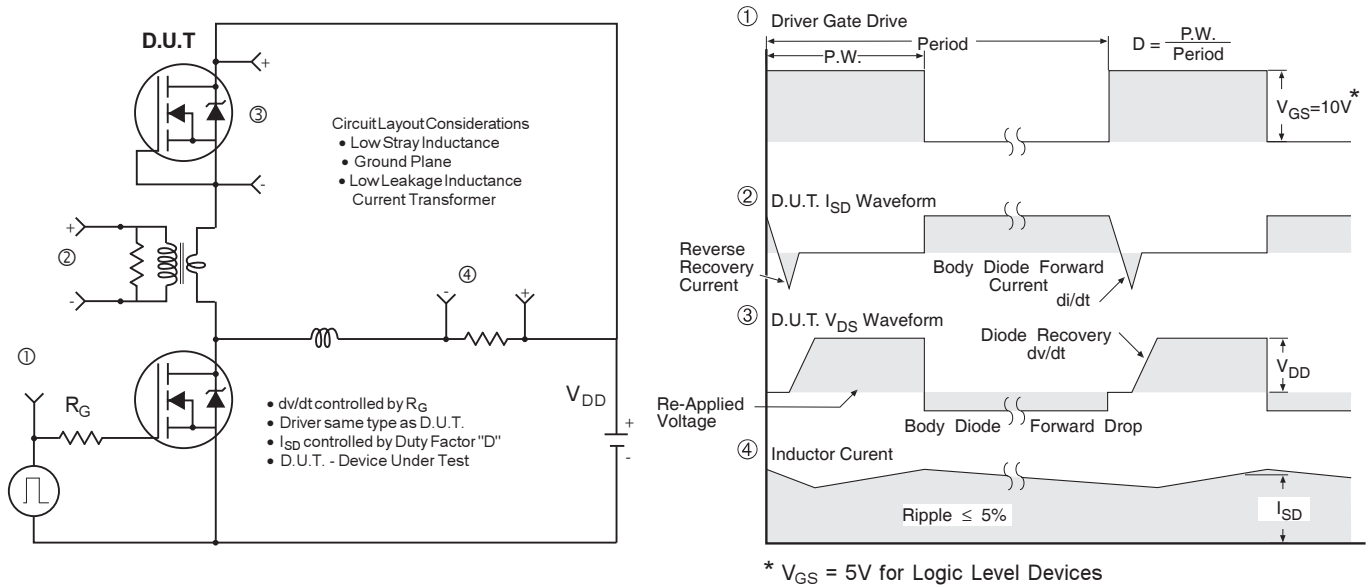 D.U.T
+
③
-
Circuit Layout Considerations
• Low Stray Inductance
• Ground Plane
• Low Leakage Inductance
Current Transformer
+
②
-
④
-
+
①
R_G
V_DD
+
-
• dv/dt controlled by R_G
• Driver same type as D.U.T.
• I_SD controlled by Duty Factor "D"
• D.U.T. - Device Under Test
① Driver Gate Drive
Period
P.W.
D = P.W. / Period
V_GS=10V*
② D.U.T. I_SD Waveform
Reverse
Recovery
Current
Body Diode Forward
Current
di/dt
③ D.U.T. V_DS Waveform
Diode Recovery
dv/dt
V_DD
Re-Applied
Voltage
Body Diode Forward Drop
④ Inductor Curent
Ripple ≤ 5%
I_SD
* V_GS = 5V for Logic Level Devices